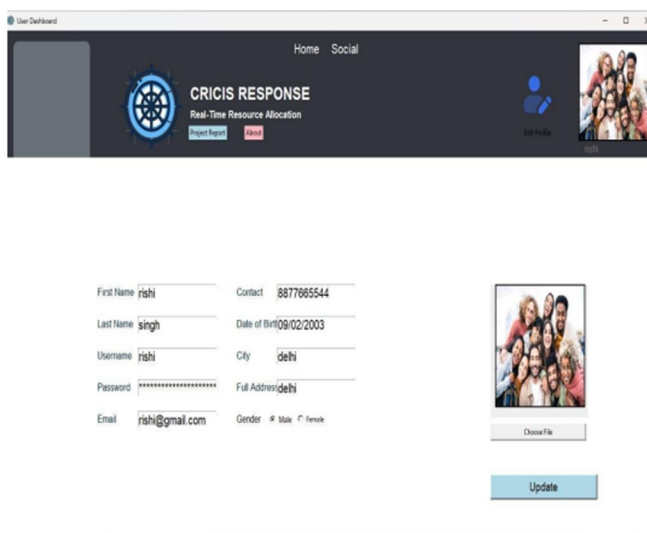 User Dashboard
Home Social
CRICIS RESPONSE
Real-Time Resource Allocation
Project Report About
Edit Profile
rishi
First Name rishi Contact 8877665544
Last Name singh Date of Birt 09/02/2003
Username rishi City delhi
Password ********************* Full Address delhi
Email rishi@gmail.com Gender Male Female
Choose File
Update